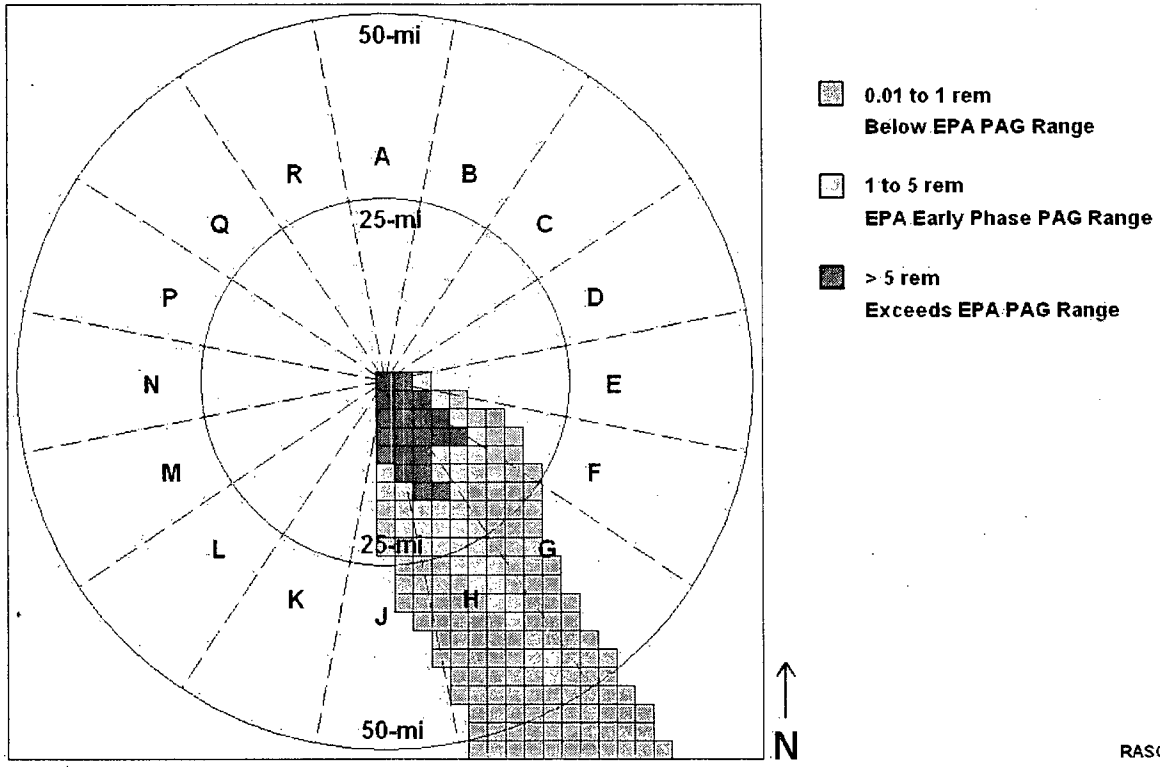 50-mi
A
B
R
25-mi
Q
C
P
D
N
E
M
F
L
25-mi
G
K
H
J
50-mi
0.01 to 1 rem
Below EPA PAG Range
1 to 5 rem
EPA Early Phase PAG Range
> 5 rem
Exceeds EPA PAG Range
N